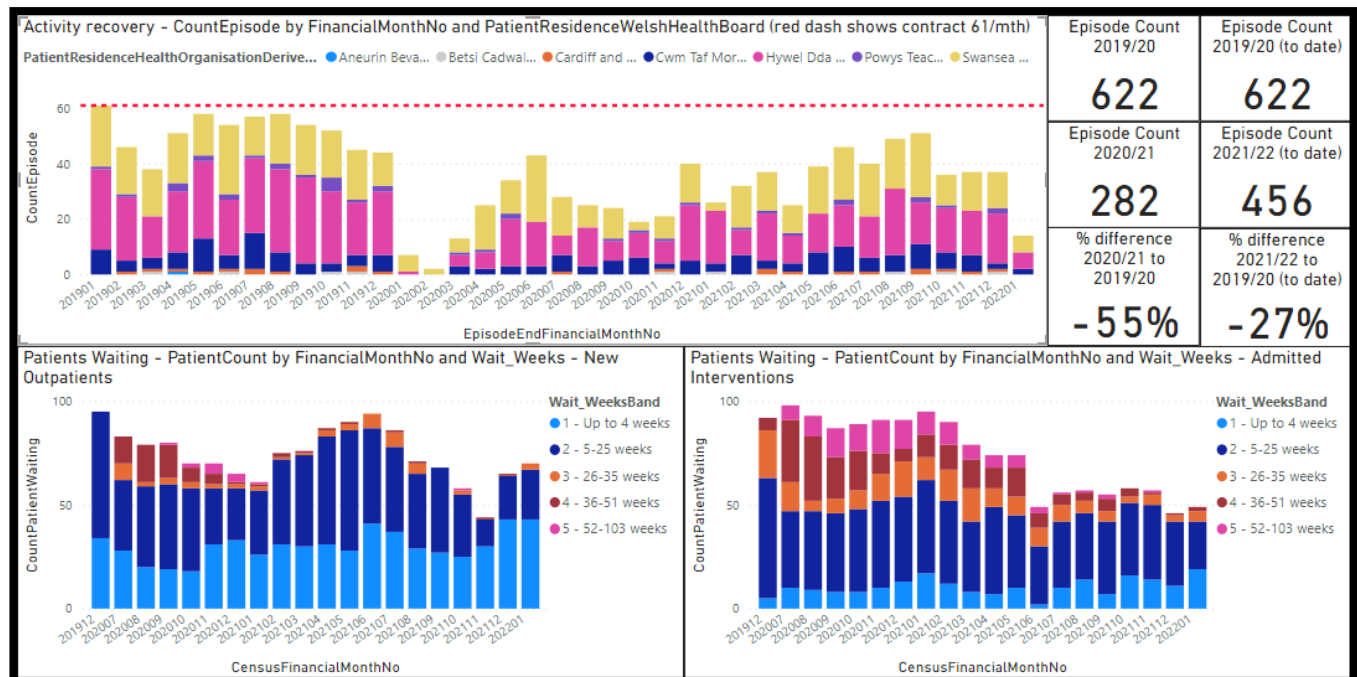 Activity recovery - CountEpisode by FinancialMonthNo and PatientResidenceWelshHealthBoard (red dash shows contract 61/mth)
PatientResidenceHealthOrganisationDerive... Aneurin Beva... Betsi Cadwal... Cardiff and ... Cwm Taf Mor... Hywel Dda ... Powys Teac... Swansea ...
CountEpisode
60
40
20
0
201901 201902 201903 201904 201905 201906 201907 201908 201909 201910 201911 201912 202001 202002 202003 202004 202005 202006 202007 202008 202009 202010 202011 202012 202101 202102 202103 202104 202105 202106 202107 202108 202109 202110 202111 202112 202201
EpisodeEndFinancialMonthNo
Episode Count
2019/20
622
Episode Count
2019/20 (to date)
622
Episode Count
2020/21
282
Episode Count
2021/22 (to date)
456
% difference
2020/21 to
2019/20
-55%
% difference
2021/22 to
2019/20 (to date)
-27%
Patients Waiting - PatientCount by FinancialMonthNo and Wait_Weeks - New
Outpatients
CountPatientWaiting
100
50
0
201912 202007 202008 202009 202010 202011 202012 202101 202102 202103 202104 202105 202106 202107 202108 202109 202110 202111 202112 202201
CensusFinancialMonthNo
Wait_WeeksBand
1 - Up to 4 weeks
2 - 5-25 weeks
3 - 26-35 weeks
4 - 36-51 weeks
5 - 52-103 weeks
Patients Waiting - PatientCount by FinancialMonthNo and Wait_Weeks - Admitted
Interventions
CountPatientWaiting
100
50
0
201912 202007 202008 202009 202010 202011 202012 202101 202102 202103 202104 202105 202106 202107 202108 202109 202110 202111 202112 202201
CensusFinancialMonthNo
Wait_WeeksBand
1 - Up to 4 weeks
2 - 5-25 weeks
3 - 26-35 weeks
4 - 36-51 weeks
5 - 52-103 weeks